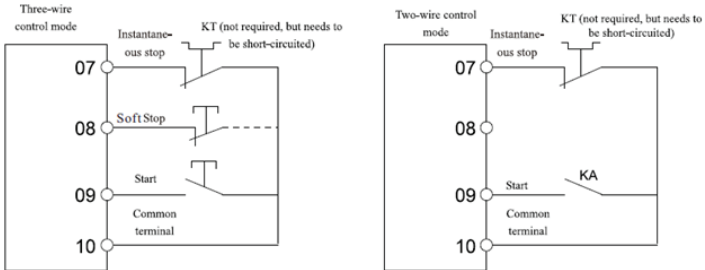 Three-wire
control mode
Instantane-
ous stop
KT (not required, but needs to
be short-circuited)
07
08
Soft Stop
09
Start
Common
terminal
10
Two-wire control
mode
Instantane-
ous stop
KT (not required, but needs to
be short-circuited)
07
08
KA
09
Start
Common
terminal
10